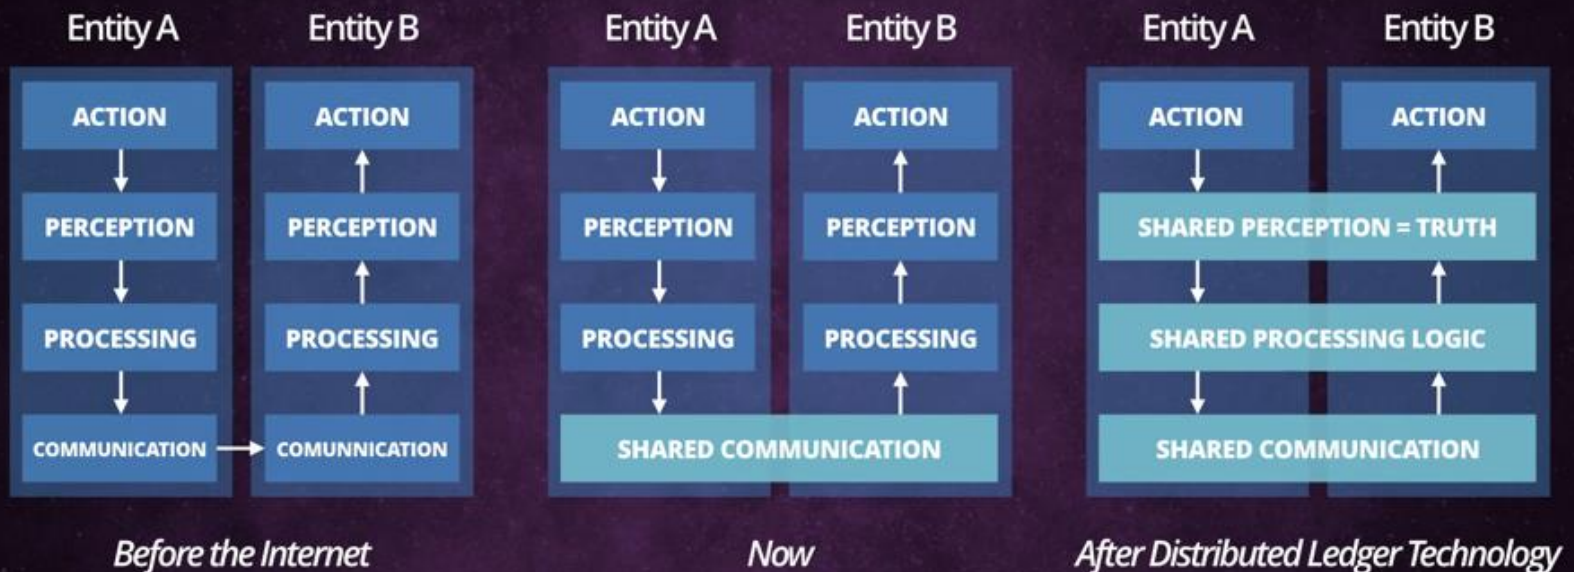 Entity A Entity B Entity A Entity B Entity A Entity B
ACTION ACTION ACTION ACTION ACTION ACTION
PERCEPTION PERCEPTION PERCEPTION PERCEPTION SHARED PERCEPTION = TRUTH
PROCESSING PROCESSING PROCESSING PROCESSING SHARED PROCESSING LOGIC
COMMUNICATION COMUNNICATION SHARED COMMUNICATION SHARED COMMUNICATION
Before the Internet Now After Distributed Ledger Technology